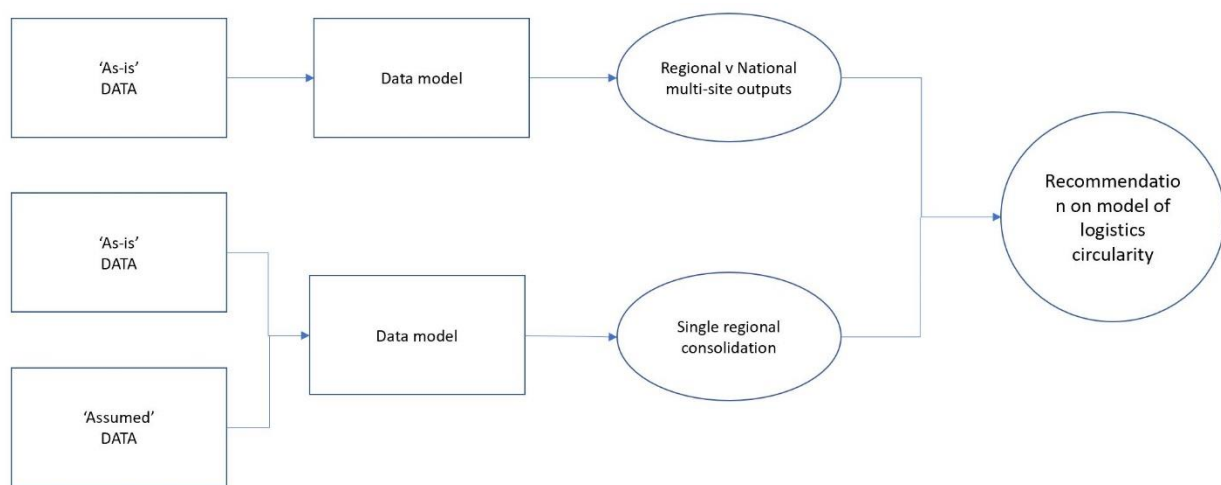 ‘As-is’
DATA
Data model
Regional v National
multi-site outputs
‘As-is’
DATA
‘Assumed’
DATA
Data model
Single regional
consolidation
Recommendatio
n on model of
logistics
circularity